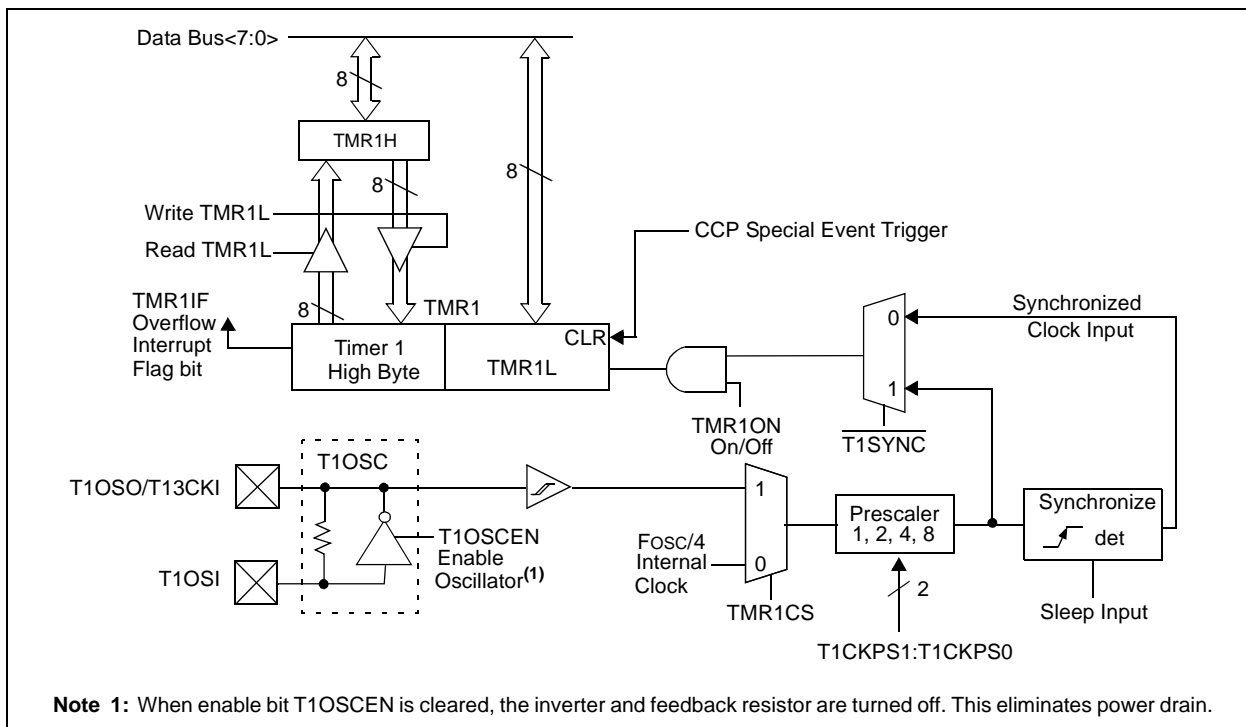 Data Bus<7:0>
8
TMR1H
8
8
Write TMR1L
Read TMR1L
CCP Special Event Trigger
TMR1IF
Overflow
Interrupt
Flag bit
8
TMR1
CLR
Timer 1
High Byte
TMR1L
0
1
Synchronized
Clock Input
TMR1ON
On/Off
T1SYNC
T1OSC
T1OSO/T13CKI
T1OSI
T1OSCEN
Enable
Oscillator(1)
FOSC/4
Internal
Clock
1
0
TMR1CS
Prescaler
1, 2, 4, 8
2
T1CKPS1:T1CKPS0
Synchronize
det
Sleep Input
Note 1: When enable bit T1OSCEN is cleared, the inverter and feedback resistor are turned off. This eliminates power drain.